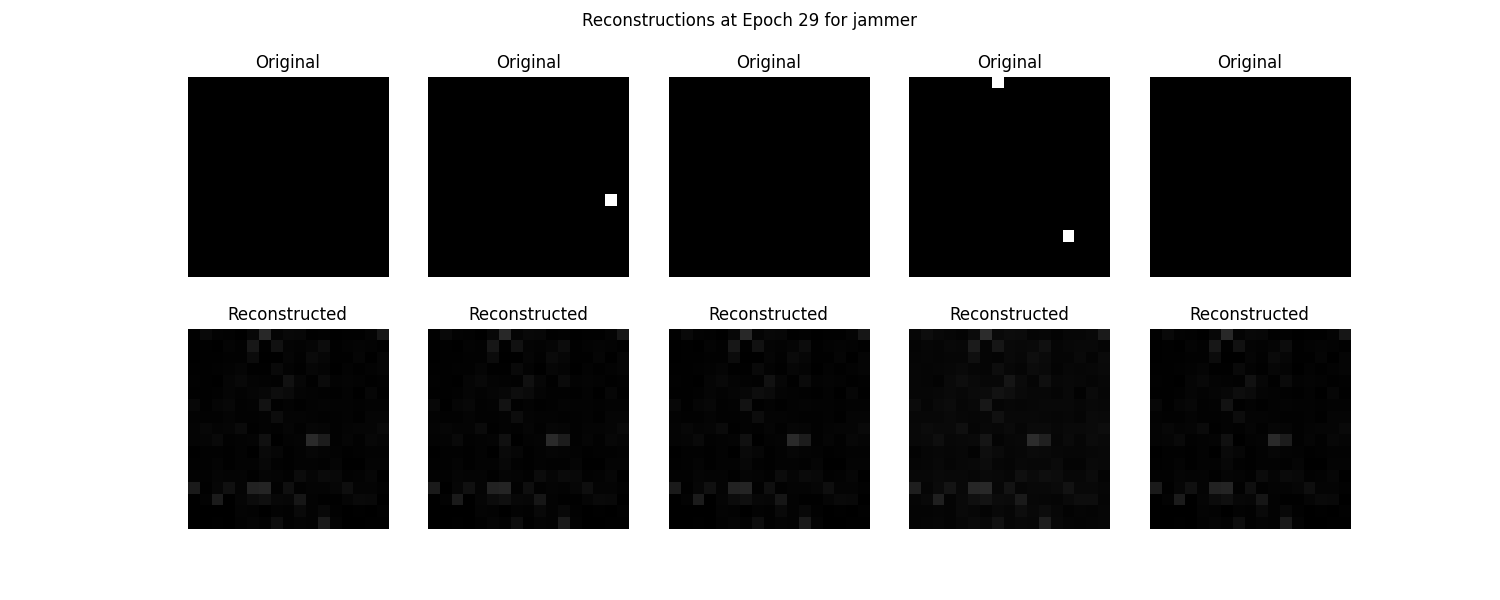 Reconstructions at Epoch 29 for jammer
Original Original Original Original Original
Reconstructed Reconstructed Reconstructed Reconstructed Reconstructed